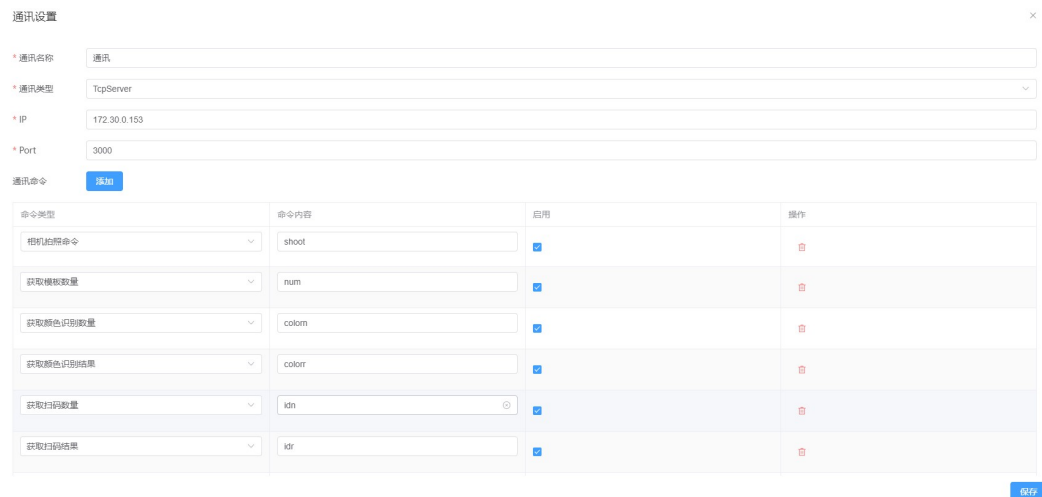 通讯设置
* 通讯名称 通讯
* 通讯类型 TcpServer
* IP 172.30.0.153
* Port 3000
通讯命令 添加
命令类型 命令内容 启用 操作
相机拍照命令 shoot
获取模板数量 num
获取颜色识别数量 colorn
获取颜色识别结果 colorr
获取扫码数量 idn
获取扫码结果 idr
保存